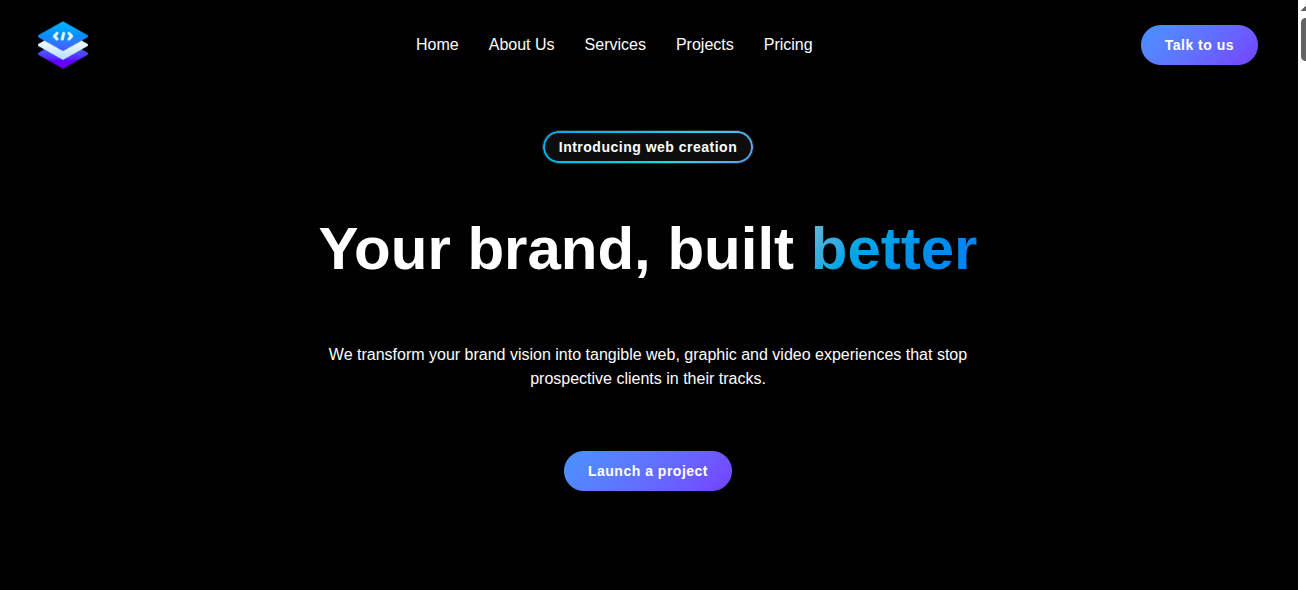 </>
Home About Us Services Projects Pricing
Talk to us
Introducing web creation
Your brand, built better
We transform your brand vision into tangible web, graphic and video experiences that stop
prospective clients in their tracks.
Launch a project